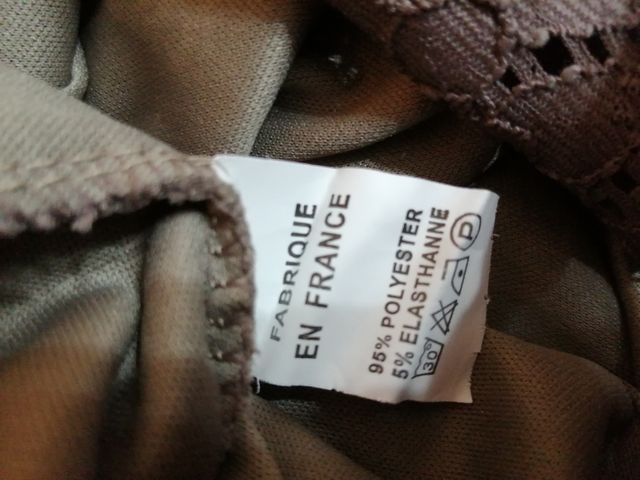 FABRIQUE
EN FRANCE
95% POLYESTER
5% ELASTHANNE
30° P